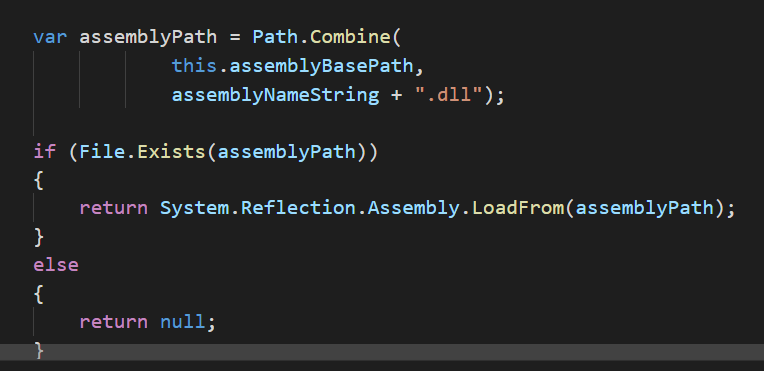 var assemblyPath = Path.Combine(
            this.assemblyBasePath,
            assemblyNameString + ".dll");

if (File.Exists(assemblyPath))
{
    return System.Reflection.Assembly.LoadFrom(assemblyPath);
}
else
{
    return null;
}